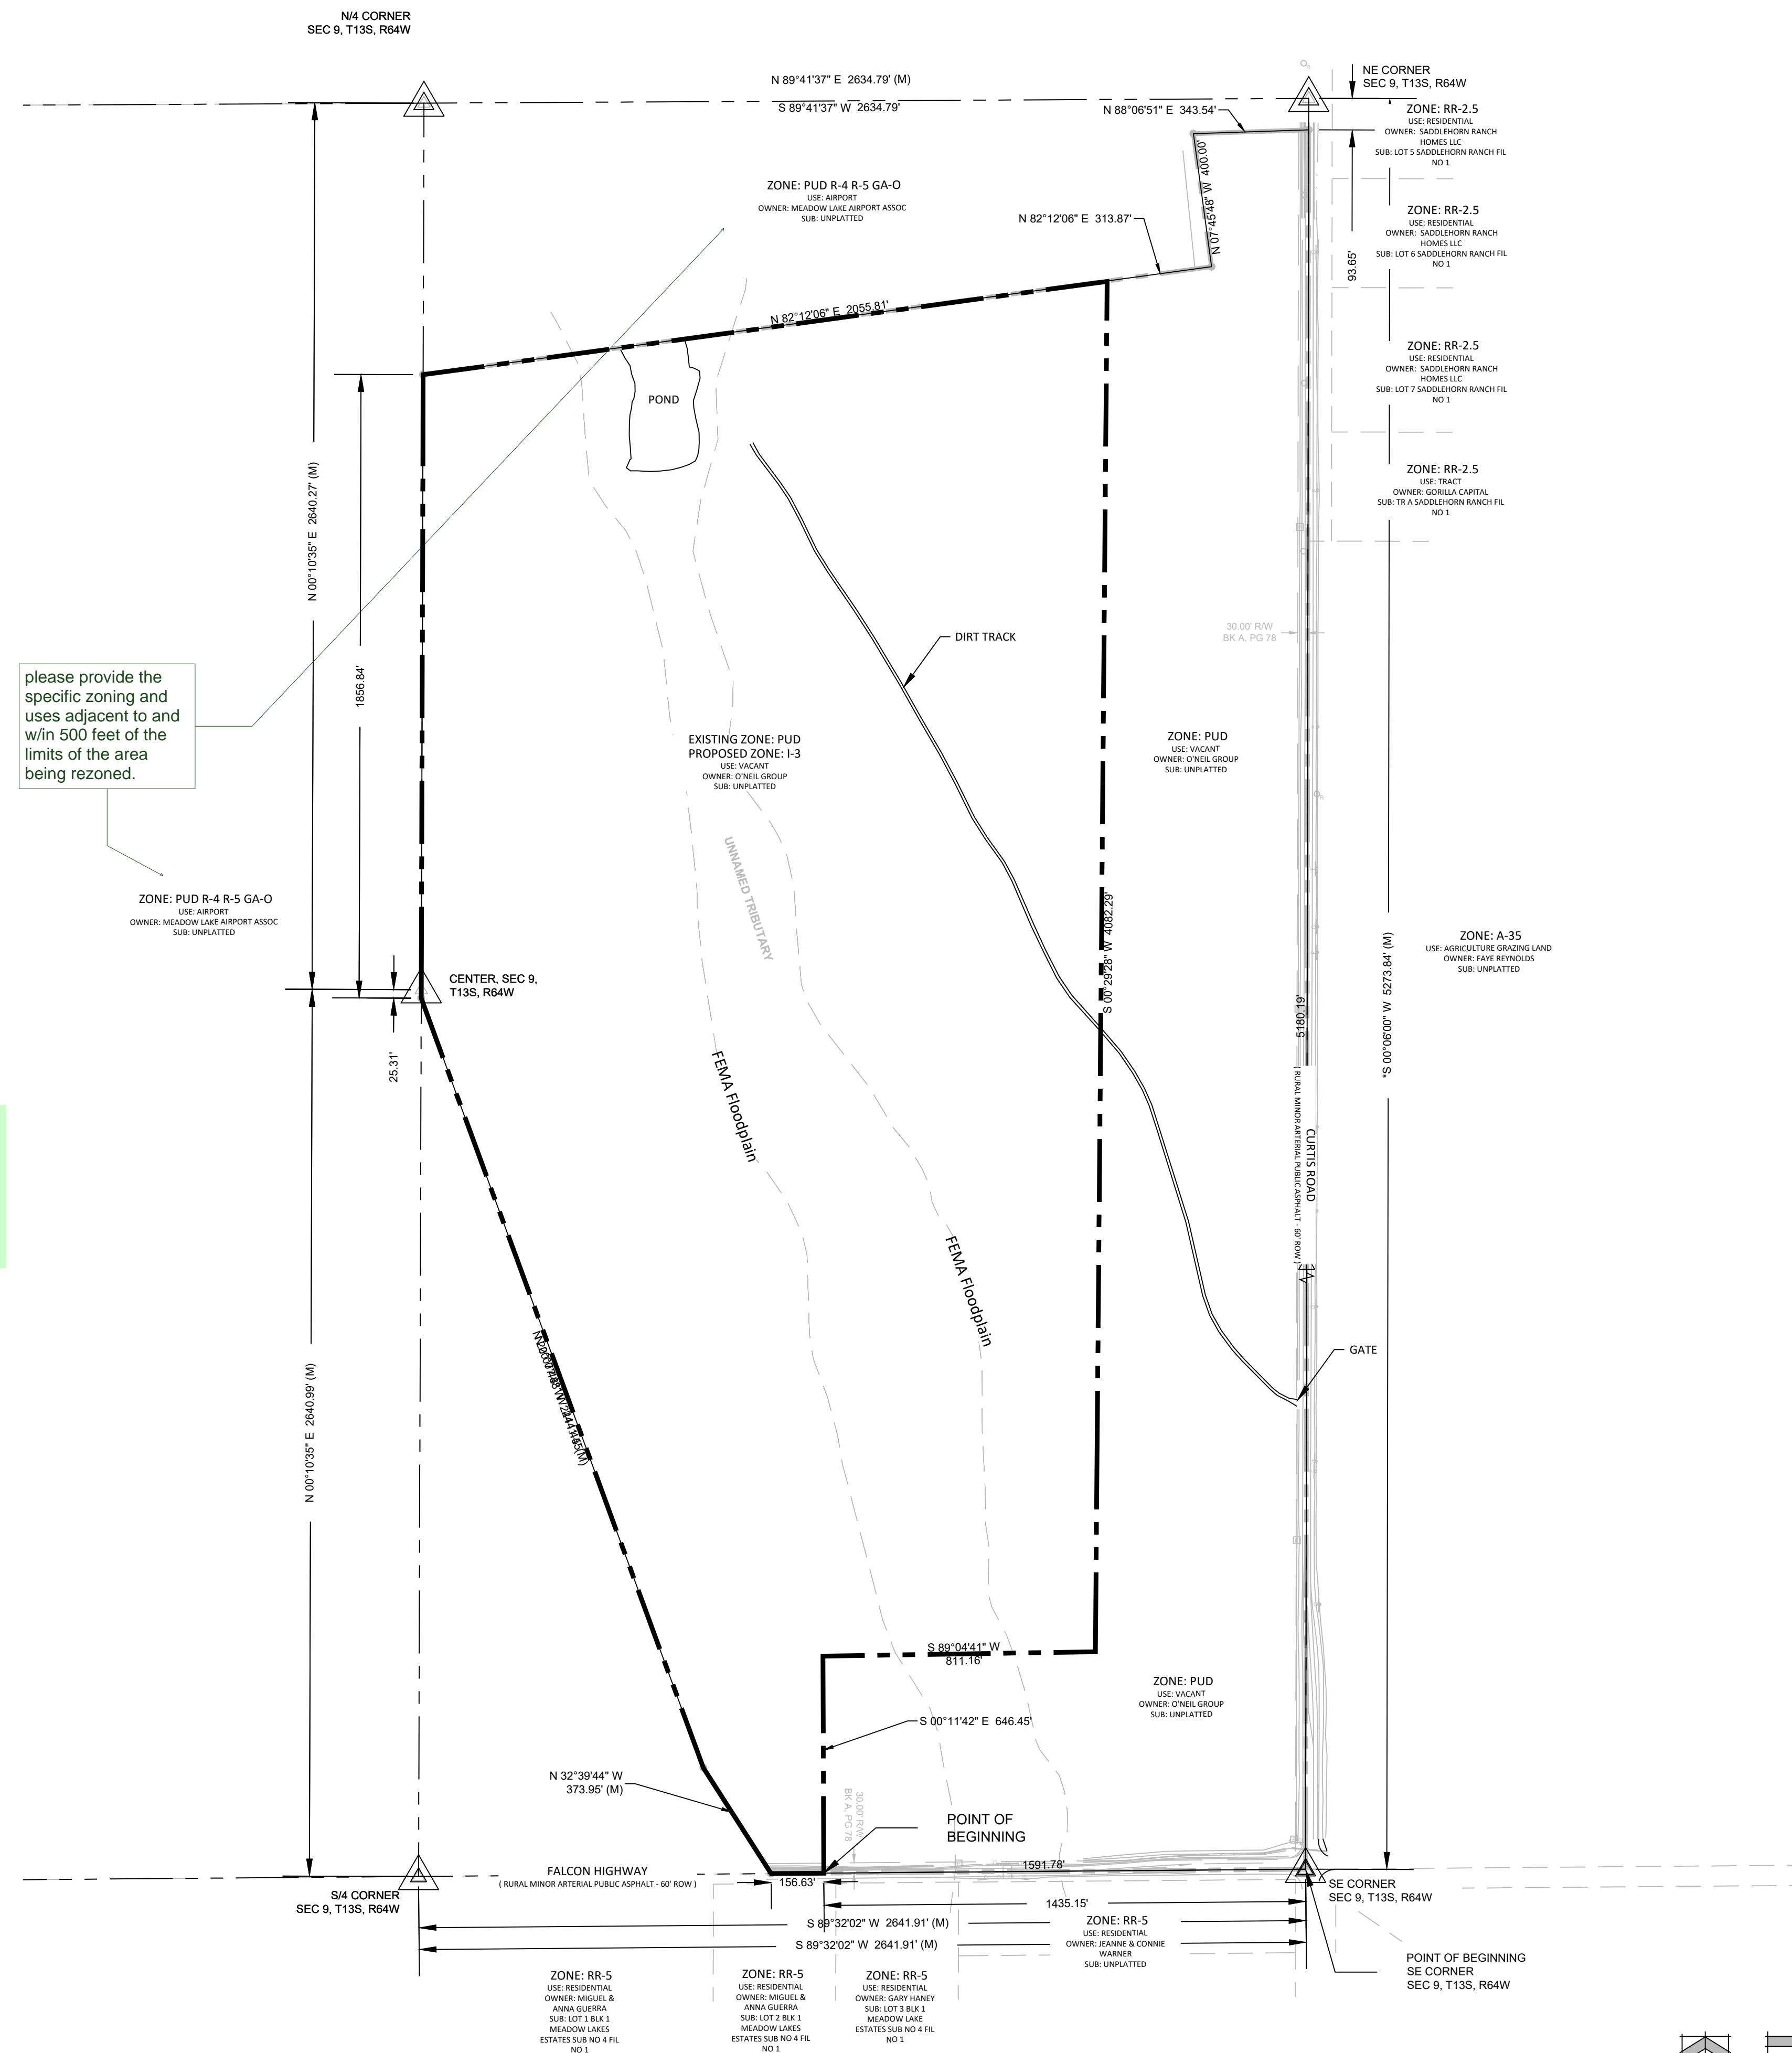 N/4 CORNER
SEC 9, T13S, R64W
N 89°41'37" E  2634.79' (M)
S 89°41'37" W  2634.79'
NE CORNER
SEC 9, T13S, R64W
N 88°06'51" E  343.54'
ZONE: RR-2.5
USE: RESIDENTIAL
OWNER:  SADDLEHORN RANCH
HOMES LLC
SUB: LOT 5 SADDLEHORN RANCH FIL
NO 1
N 07°45'48" W  400.00'
ZONE: PUD R-4 R-5 GA-O
USE: AIRPORT
OWNER: MEADOW LAKE AIRPORT ASSOC
SUB: UNPLATTED
N 82°12'06" E  313.87'
93.65'
ZONE: RR-2.5
USE: RESIDENTIAL
OWNER:  SADDLEHORN RANCH
HOMES LLC
SUB: LOT 6 SADDLEHORN RANCH FIL
NO 1
N 82°12'06" E  2055.81'
ZONE: RR-2.5
USE: RESIDENTIAL
OWNER:  SADDLEHORN RANCH
HOMES LLC
SUB: LOT 7 SADDLEHORN RANCH FIL
NO 1
POND
N 00°10'35" E  2640.27' (M)
ZONE: RR-2.5
USE: TRACT
OWNER: GORILLA CAPITAL
SUB: TR A SADDLEHORN RANCH FIL
NO 1
30.00' R/W
BK A, PG 78
DIRT TRACK
1856.84'
please provide the
specific zoning and
uses adjacent to and
w/in 500 feet of the
limits of the area
being rezoned.
EXISTING ZONE: PUD
PROPOSED ZONE: I-3
USE: VACANT
OWNER: O'NEIL GROUP
SUB: UNPLATTED
ZONE: PUD
USE: VACANT
OWNER: O'NEIL GROUP
SUB: UNPLATTED
UNNAMED TRIBUTARY
ZONE: PUD R-4 R-5 GA-O
USE: AIRPORT
OWNER: MEADOW LAKE AIRPORT ASSOC
SUB: UNPLATTED
S 00°29'28" W  4082.29'
ZONE: A-35
USE: AGRICULTURE GRAZING LAND
OWNER: FAYE REYNOLDS
SUB: UNPLATTED
*S 00°06'00" W  5273.84' (M)
5180.19'
CENTER, SEC 9,
T13S, R64W
25.31'
FEMA Floodplain
CURTIS ROAD
( RURAL MINOR ARTERIAL PUBLIC ASPHALT - 60' ROW )
FEMA Floodplain
GATE
N 00°10'35" E  2640.99' (M)
S 89°04'41" W
811.16'
ZONE: PUD
USE: VACANT
OWNER: O'NEIL GROUP
SUB: UNPLATTED
S 00°11'42" E  646.45'
N 32°39'44" W
373.95' (M)
30.00' R/W
BK A, PG 78
POINT OF
BEGINNING
1591.78'
FALCON HIGHWAY
( RURAL MINOR ARTERIAL PUBLIC ASPHALT - 60' ROW )
156.63'
S/4 CORNER
SEC 9, T13S, R64W
SE CORNER
SEC 9, T13S, R64W
1435.15'
S 89°32'02" W  2641.91' (M)
S 89°32'02" W  2641.91' (M)
ZONE: RR-5
USE: RESIDENTIAL
OWNER: JEANNE & CONNIE
WARNER
SUB: UNPLATTED
POINT OF BEGINNING
SE CORNER
SEC 9, T13S, R64W
ZONE: RR-5
USE: RESIDENTIAL
OWNER: MIGUEL &
ANNA GUERRA
SUB: LOT 1 BLK 1
MEADOW LAKES
ESTATES SUB NO 4 FIL
NO 1
ZONE: RR-5
USE: RESIDENTIAL
OWNER: MIGUEL &
ANNA GUERRA
SUB: LOT 2 BLK 1
MEADOW LAKES
ESTATES SUB NO 4 FIL
NO 1
ZONE: RR-5
USE: RESIDENTIAL
OWNER: GARY HANEY
SUB: LOT 3 BLK 1
MEADOW LAKE
ESTATES SUB NO 4 FIL
NO 1